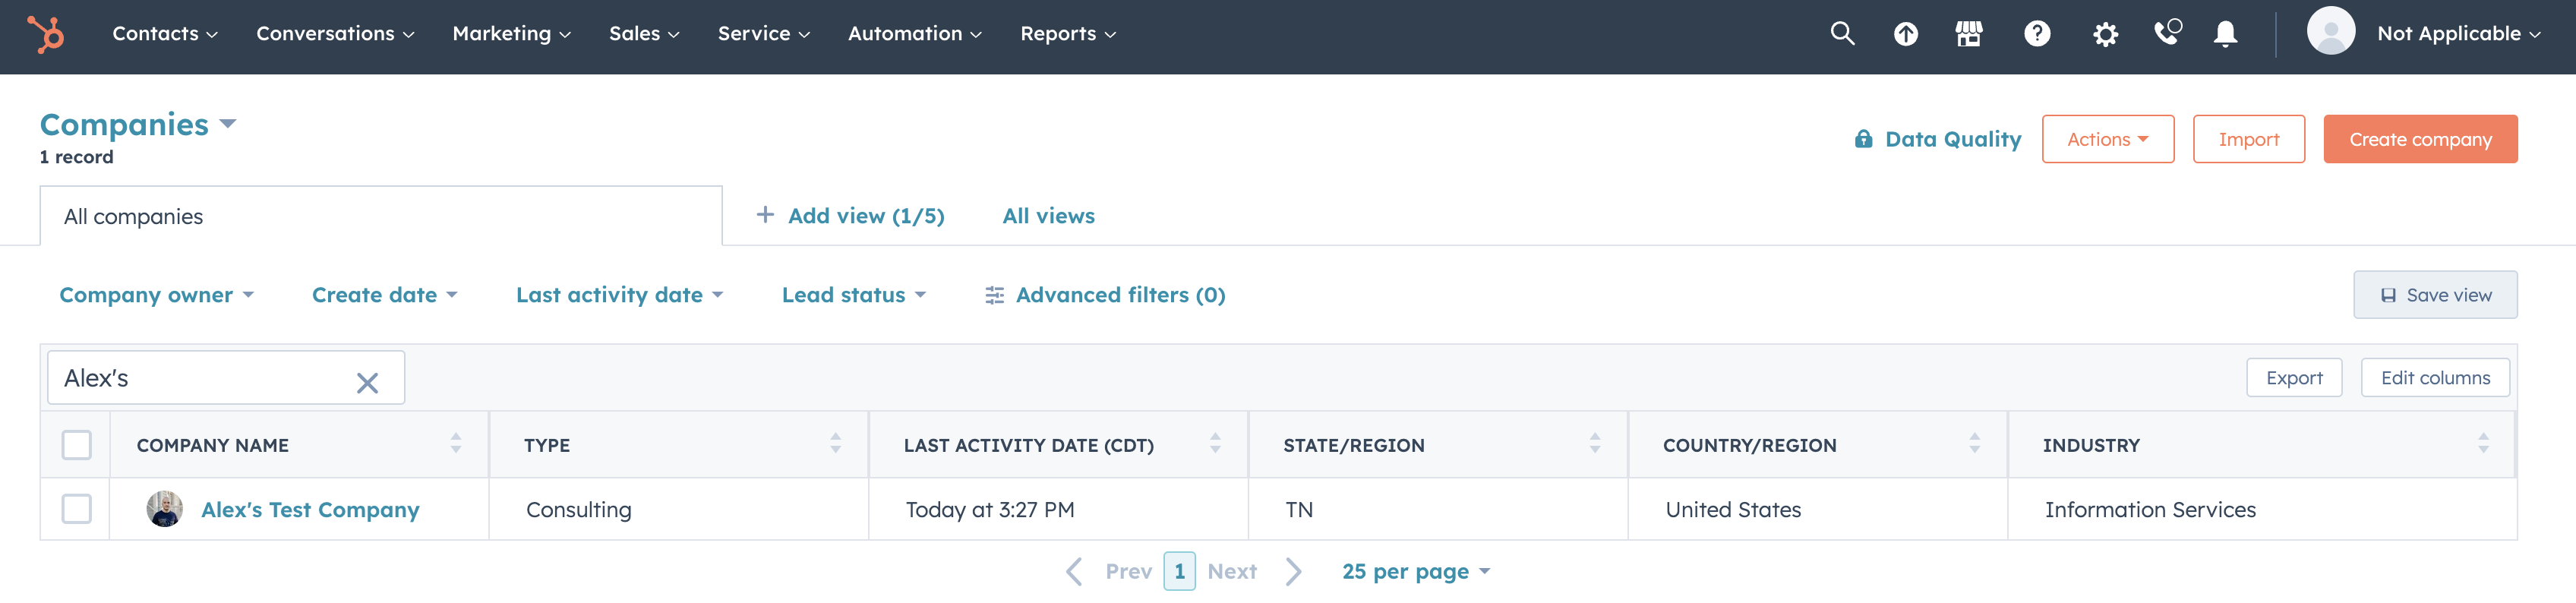 Contacts Conversations Marketing Sales Service Automation Reports Not Applicable
Companies
1 record
Data Quality Actions Import Create company
All companies + Add view (1/5) All views
Company owner Create date Last activity date Lead status Advanced filters (0) Save view
Alex's Export Edit columns
COMPANY NAME TYPE LAST ACTIVITY DATE (CDT) STATE/REGION COUNTRY/REGION INDUSTRY
Alex's Test Company Consulting Today at 3:27 PM TN United States Information Services
Prev 1 Next 25 per page